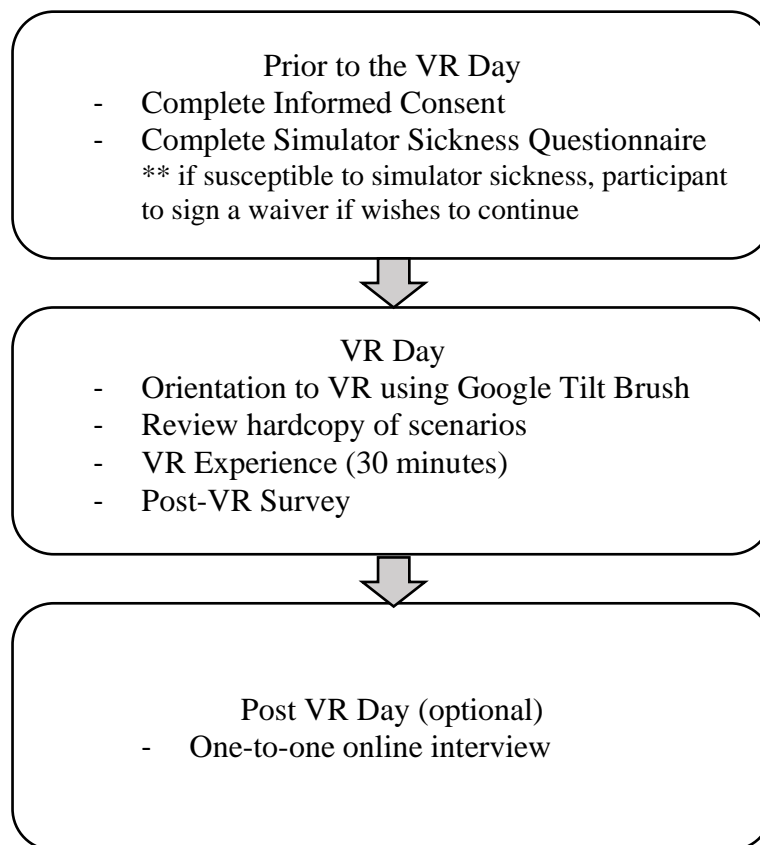 Prior to the VR Day
- Complete Informed Consent
- Complete Simulator Sickness Questionnaire
** if susceptible to simulator sickness, participant
to sign a waiver if wishes to continue
VR Day
- Orientation to VR using Google Tilt Brush
- Review hardcopy of scenarios
- VR Experience (30 minutes)
- Post-VR Survey
Post VR Day (optional)
- One-to-one online interview